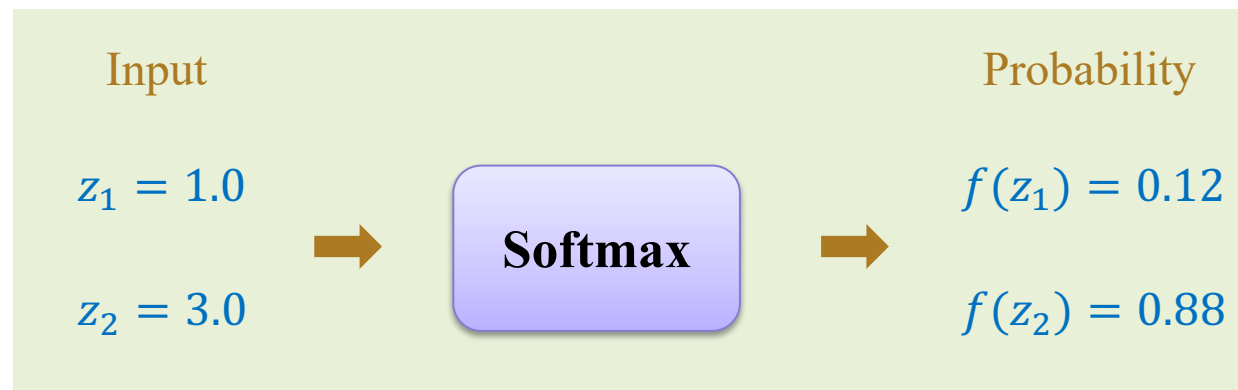 Input
Probability
z₁ = 1.0
f(z₁) = 0.12
Softmax
z₂ = 3.0
f(z₂) = 0.88